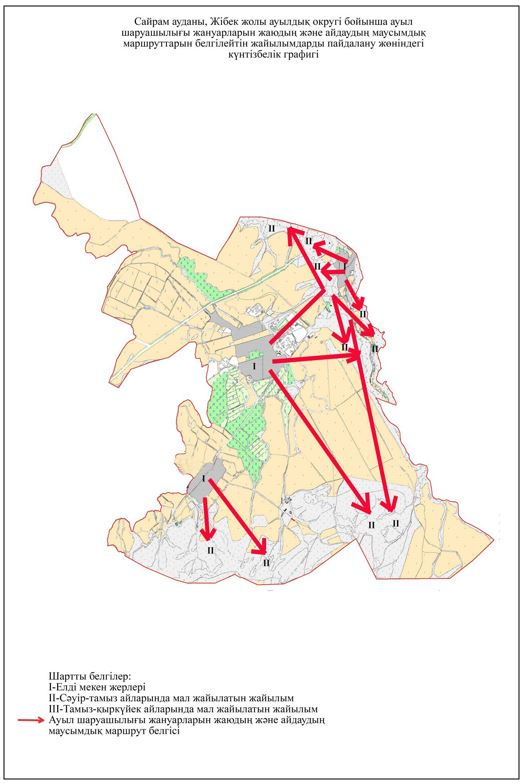 Сайрам ауданы, Жібек жолы ауылдық округі бойынша ауыл
шаруашылығы жануарларын жаюдың және айдаудың маусымдық
маршруттарын белгілейтін жайылымдарды пайдалану жөніндегі
күнтізбелік графигі
II
II
II
I
II
II
II
I
I
II
II
II
II
Шартты белгілер:
I-Елді мекен жерлері
II-Сәуір-тамыз айларында мал жайылатын жайылым
III-Тамыз-қыркүйек айларында мал жайылатын жайылым
Ауыл шаруашылығы жануарларын жаюдың және айдаудың
маусымдық маршрут белгісі